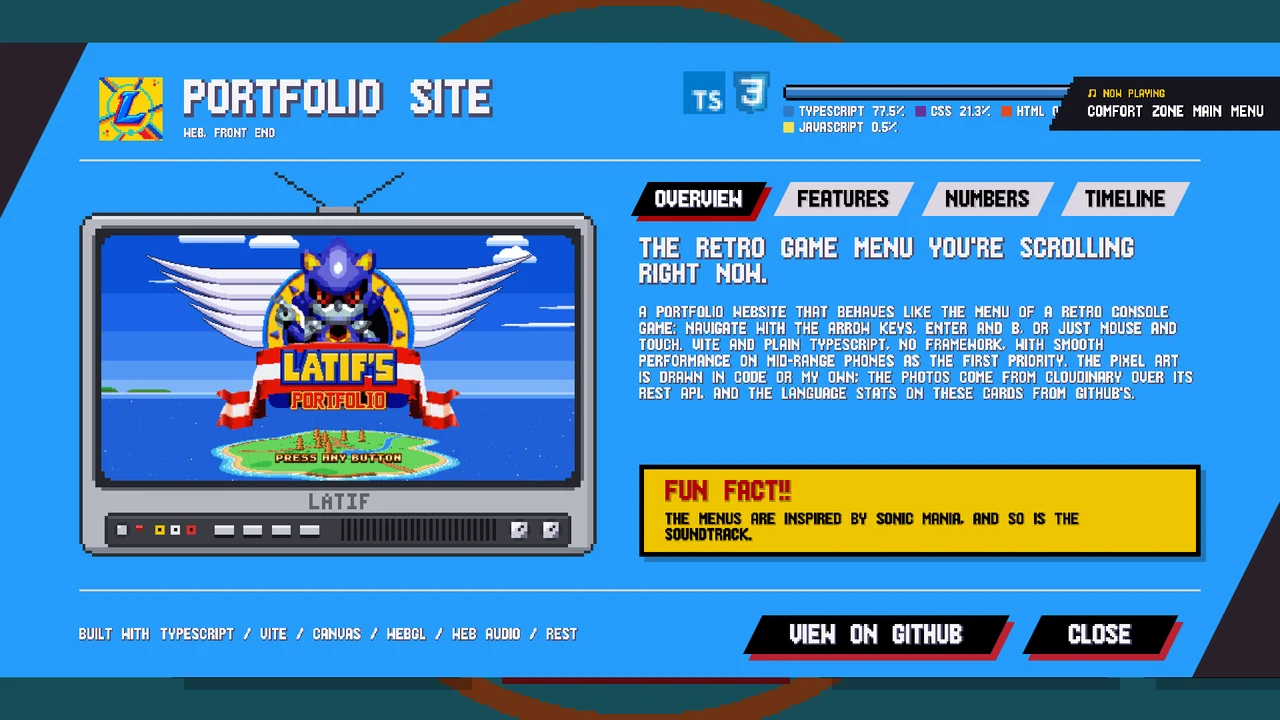 PORTFOLIO SITE
WEB, FRONT END
TS 3
TYPESCRIPT 77.5% CSS 21.3% HTML
JAVASCRIPT 0.5%
♫ NOW PLAYING
COMFORT ZONE MAIN MENU
OVERVIEW FEATURES NUMBERS TIMELINE
THE RETRO GAME MENU YOU'RE SCROLLING
RIGHT NOW.
A PORTFOLIO WEBSITE THAT BEHAVES LIKE THE MENU OF A RETRO CONSOLE
GAME: NAVIGATE WITH THE ARROW KEYS, ENTER AND B, OR JUST MOUSE AND
TOUCH. VITE AND PLAIN TYPESCRIPT, NO FRAMEWORK, WITH SMOOTH
PERFORMANCE ON MID-RANGE PHONES AS THE FIRST PRIORITY. THE PIXEL ART
IS DRAWN IN CODE OR MY OWN; THE PHOTOS COME FROM CLOUDINARY OVER ITS
REST API, AND THE LANGUAGE STATS ON THESE CARDS FROM GITHUB'S.
L
LATIF'S
PORTFOLIO
PRESS ANY BUTTON
LATIF
FUN FACT!!
THE MENUS ARE INSPIRED BY SONIC MANIA, AND SO IS THE
SOUNDTRACK.
BUILT WITH TYPESCRIPT / VITE / CANVAS / WEBGL / WEB AUDIO / REST
VIEW ON GITHUB CLOSE